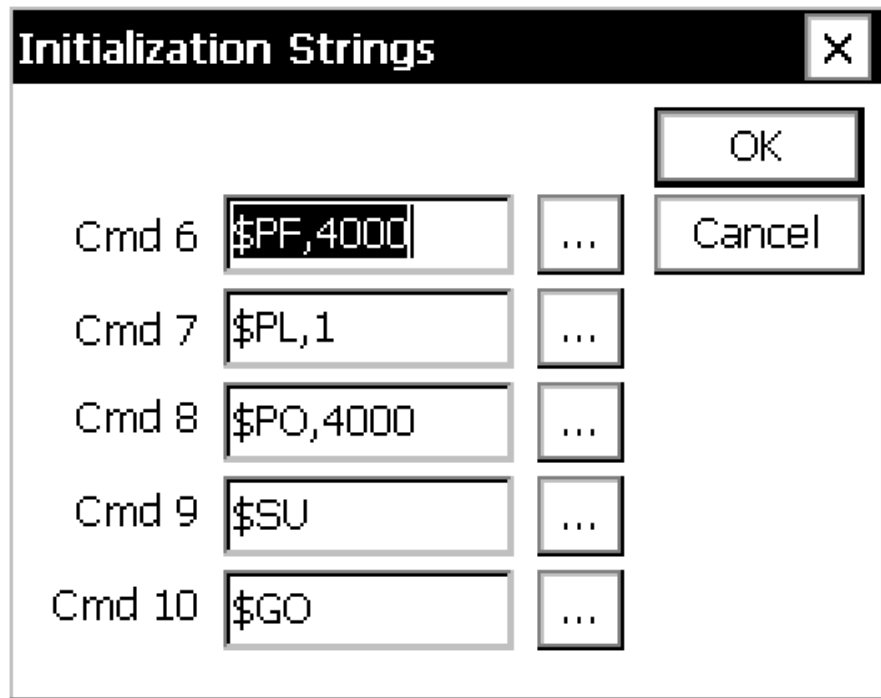 Initialization Strings
OK
Cmd 6 $PF,4000 ... Cancel
Cmd 7 $PL,1 ...
Cmd 8 $PO,4000 ...
Cmd 9 $SU ...
Cmd 10 $GO ...